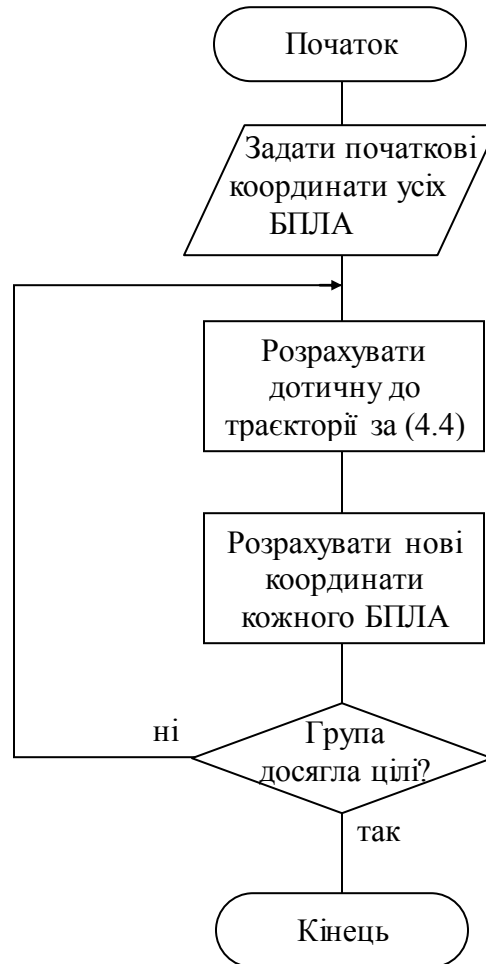 Початок
Задати початкові
координати усіх
БПЛА
Розрахувати
дотичну до
траєкторії за (4.4)
Розрахувати нові
координати
кожного БПЛА
ні
Група
досягла цілі?
так
Кінець